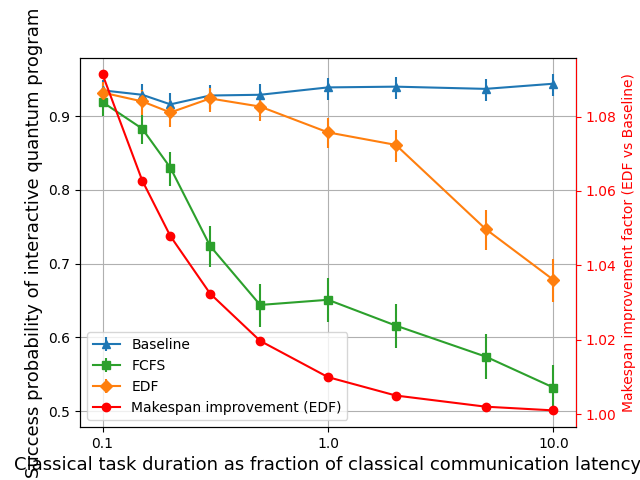 Success probability of interactive quantum program
0.9
0.8
0.7
0.6
0.5
1.08
1.06
1.04
1.02
1.00
Makespan improvement factor (EDF vs Baseline)
Baseline
FCFS
EDF
Makespan improvement (EDF)
0.1
1.0
10.0
Classical task duration as fraction of classical communication latency